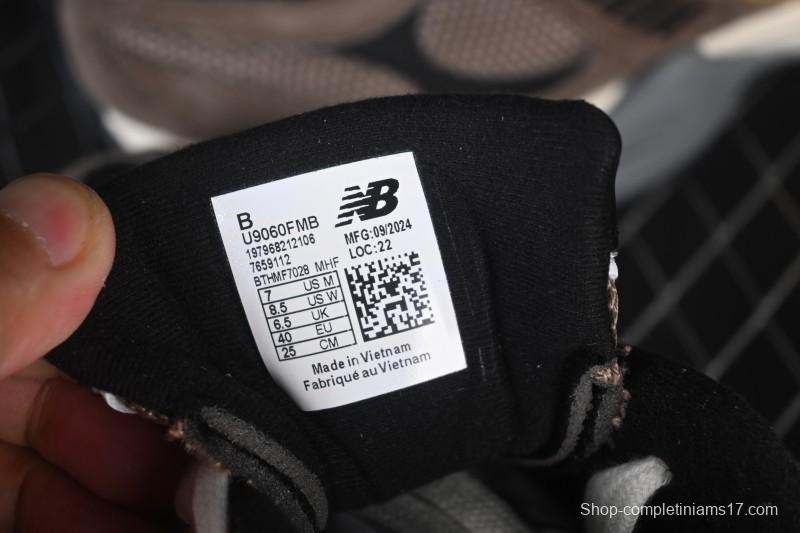 B
U9060FMB
197968212106
7659112
BTHMF7028 MHF
7 US M
8.5 US W
6.5 UK
40 EU
25 CM
NB
MFG:09/2024
LOC:22
Made in Vietnam
Fabriqué au Vietnam
Shop-completiniams17.com